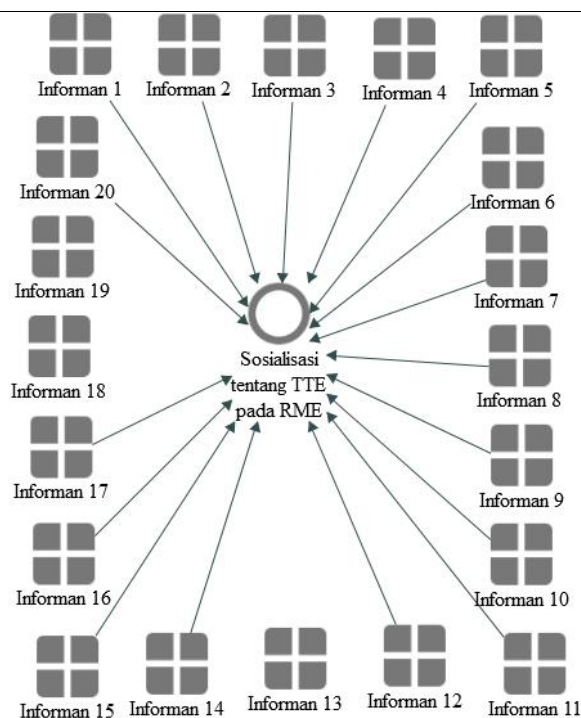 Informan 1
Informan 2
Informan 3
Informan 4
Informan 5
Informan 20
Informan 6
Informan 19
Informan 7
Sosialisasi
tentang TTE
pada RME
Informan 18
Informan 8
Informan 17
Informan 9
Informan 16
Informan 10
Informan 15
Informan 14
Informan 13
Informan 12
Informan 11